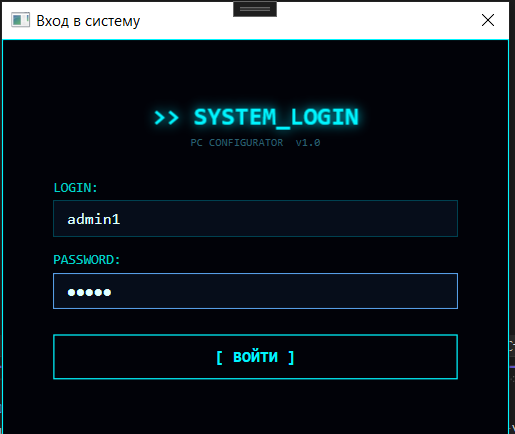 Вход в систему
>> SYSTEM_LOGIN
PC CONFIGURATOR v1.0
LOGIN:
admin1
PASSWORD:
●●●●●
[ ВОЙТИ ]